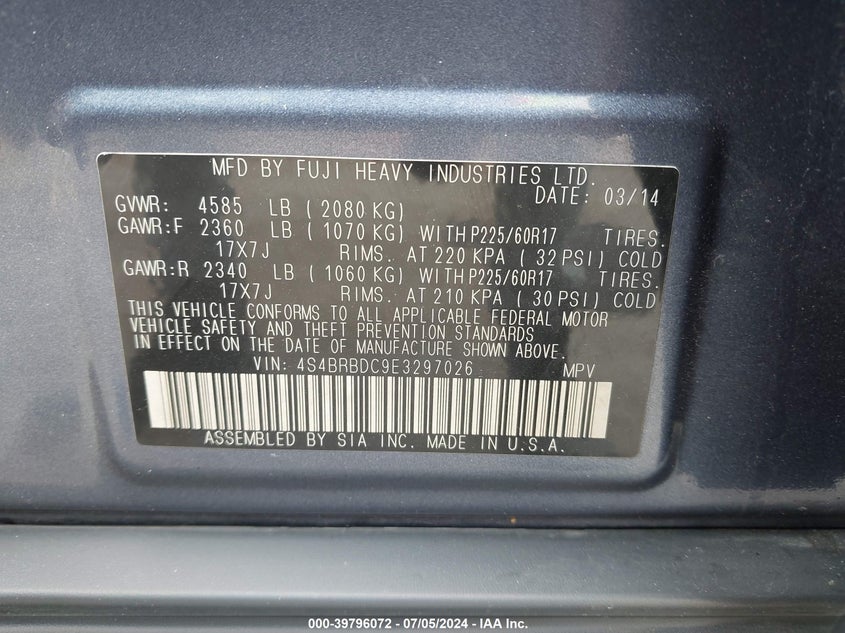 MFD BY FUJI HEAVY INDUSTRIES LTD.
DATE: 03/14
GVWR: 4585 LB ( 2080 KG)
GAWR:F 2360 LB ( 1070 KG) WITH P225/60R17 TIRES.
17X7J RIMS. AT 220 KPA ( 32 PSI) COLD
GAWR:R 2340 LB ( 1060 KG) WITH P225/60R17 TIRES.
17X7J RIMS. AT 210 KPA ( 30 PSI) COLD
THIS VEHICLE CONFORMS TO ALL APPLICABLE FEDERAL MOTOR
VEHICLE SAFETY AND THEFT PREVENTION STANDARDS
IN EFFECT ON THE DATE OF MANUFACTURE SHOWN ABOVE.
VIN: 4S4BRBDC9E3297026 MPV
ASSEMBLED BY SIA INC. MADE IN U.S.A.
000-39796072 - 07/05/2024 - IAA Inc.